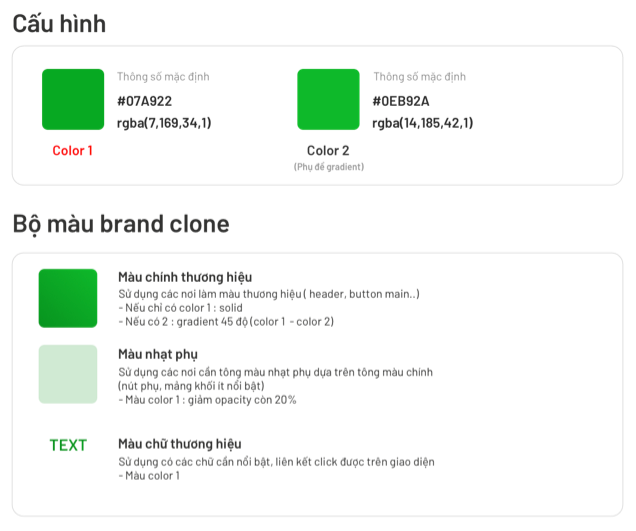 Cấu hình
Thông số mặc định
#07A922
rgba(7,169,34,1)
Color 1
Thông số mặc định
#0EB92A
rgba(14,185,42,1)
Color 2
(Phụ để gradient)
Bộ màu brand clone
Màu chính thương hiệu
Sử dụng các nơi làm màu thương hiệu ( header, button main..)
- Nếu chỉ có color 1 : solid
- Nếu có 2 : gradient 45 độ (color 1 - color 2)
Màu nhạt phụ
Sử dụng các nơi cần tông màu nhạt phụ dựa trên tông màu chính
(nút phụ, mảng khối ít nổi bật)
- Màu color 1 : giảm opacity còn 20%
TEXT
Màu chữ thương hiệu
Sử dụng có các chữ cần nổi bật, liên kết click được trên giao diện
- Màu color 1